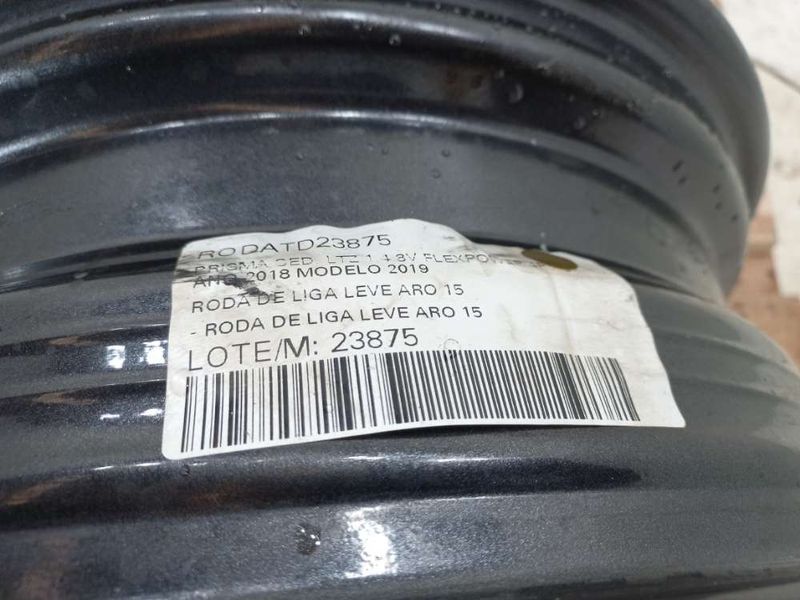 RODATD23875
PRISMA SED. LTZ 1.4 8V FLEXPOWER
ANO 2018 MODELO 2019
RODA DE LIGA LEVE ARO 15
- RODA DE LIGA LEVE ARO 15
LOTE/M: 23875